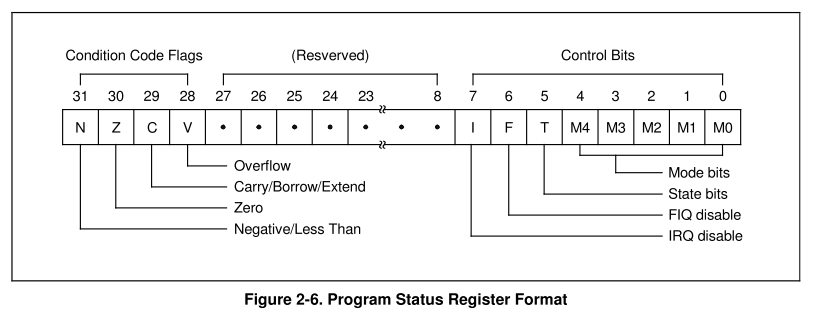 Condition Code Flags (Resverved) Control Bits
31 30 29 28 27 26 25 24 23 8 7 6 5 4 3 2 1 0
N Z C V • • • • • • • I F T M4 M3 M2 M1 M0
Overflow
Carry/Borrow/Extend
Zero
Negative/Less Than
Mode bits
State bits
FIQ disable
IRQ disable
Figure 2-6. Program Status Register Format